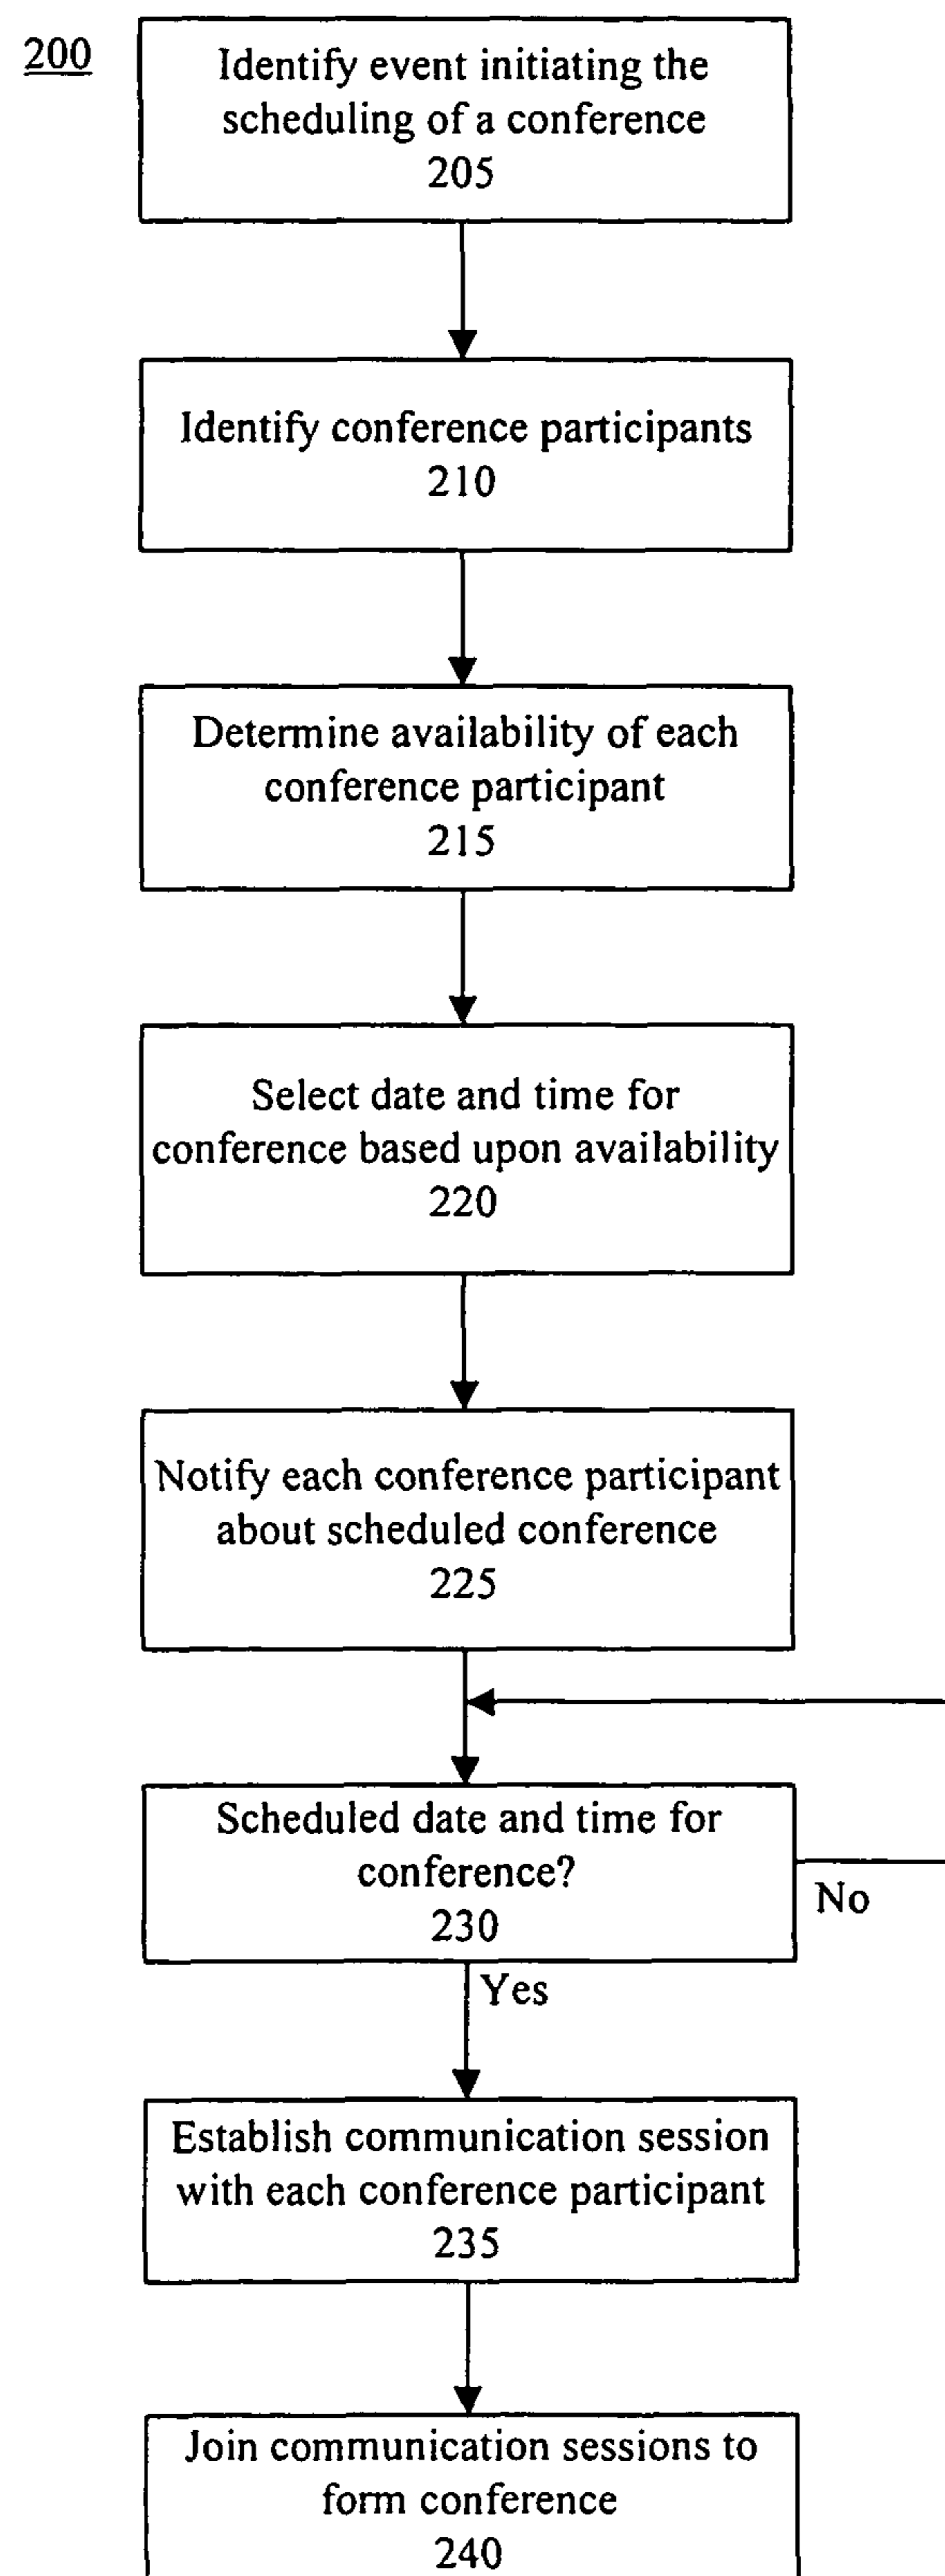 200
Identify event initiating the
scheduling of a conference
205
Identify conference participants
210
Determine availability of each
conference participant
215
Select date and time for
conference based upon availability
220
Notify each conference participant
about scheduled conference
225
Scheduled date and time for
conference?
230
No
Yes
Establish communication session
with each conference participant
235
Join communication sessions to
form conference
240